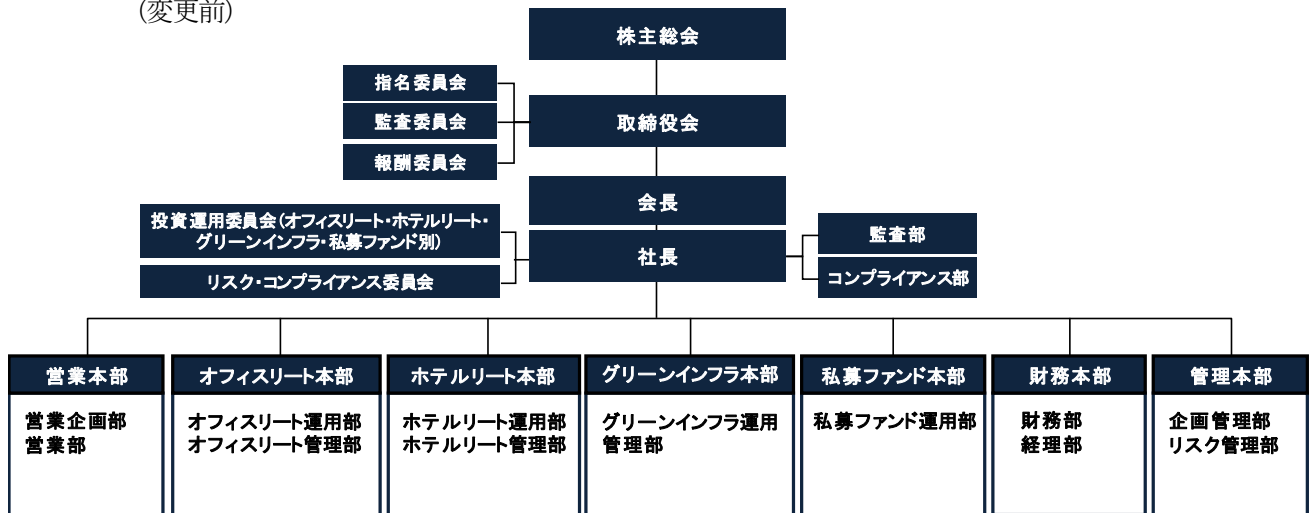 (変更前)
株主総会
指名委員会
監査委員会
報酬委員会
取締役会
会長
社長
投資運用委員会(オフィスリート・ホテルリート・
グリーンインフラ・私募ファンド別)
リスク・コンプライアンス委員会
監査部
コンプライアンス部
営業本部
営業企画部
営業部
オフィスリート本部
オフィスリート運用部
オフィスリート管理部
ホテルリート本部
ホテルリート運用部
ホテルリート管理部
グリーンインフラ本部
グリーンインフラ運用
管理部
私募ファンド本部
私募ファンド運用部
財務本部
財務部
経理部
管理本部
企画管理部
リスク管理部